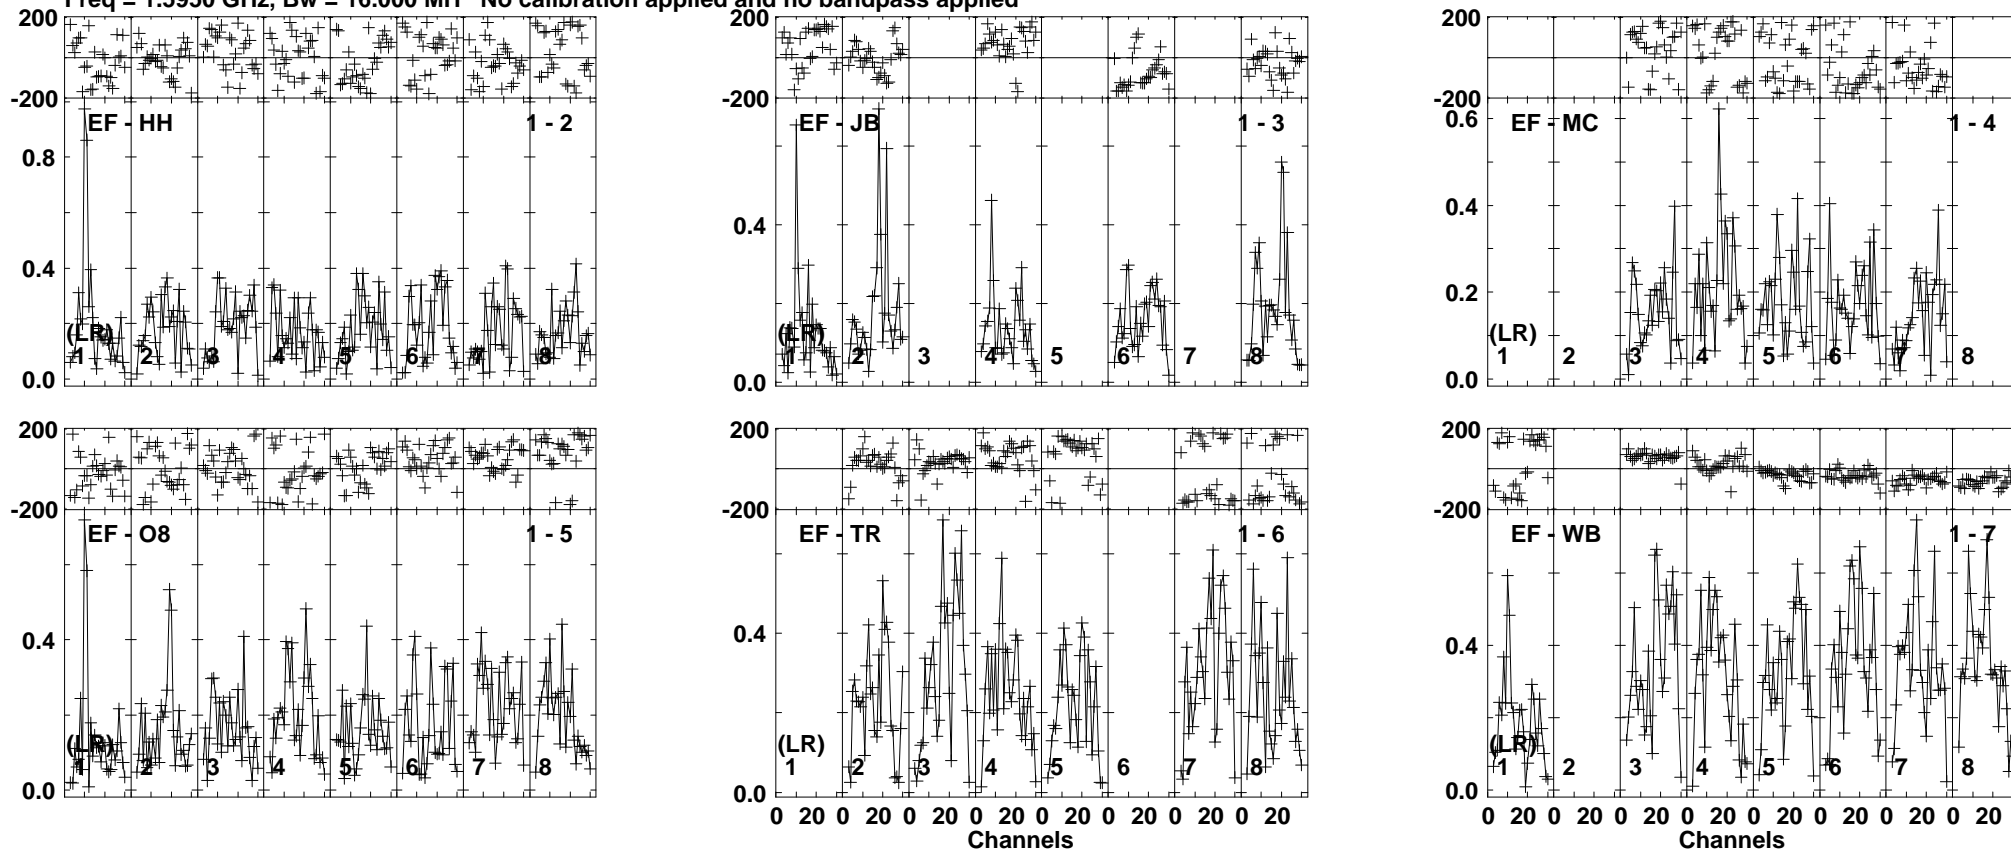 Freq = 1.5950 GHz, Bw = 16.000 MH No calibration applied and no bandpass applied
200
-200
EF - HH 1 - 2
0.8
0.4
0.0
(LR)
1 2 3 4 5 6 7 8
200
-200
EF - JB 1 - 3
0.4
0.0
(LR)
1 2 3 4 5 6 7 8
200
-200
EF - MC 1 - 4
0.6
0.4
0.2
0.0
(LR)
1 2 3 4 5 6 7 8
200
-200
EF - O8 1 - 5
0.4
0.0
(LR)
1 2 3 4 5 6 7 8
200
-200
EF - TR 1 - 6
0.4
0.0
(LR)
1 2 3 4 5 6 7 8
0 20 0 20 0 20 0 20 0 20 0 20 0 20 0 20
Channels
200
-200
EF - WB 1 - 7
0.4
0.0
(LR)
1 2 3 4 5 6 7 8
0 20 0 20 0 20 0 20 0 20 0 20 0 20 0 20
Channels